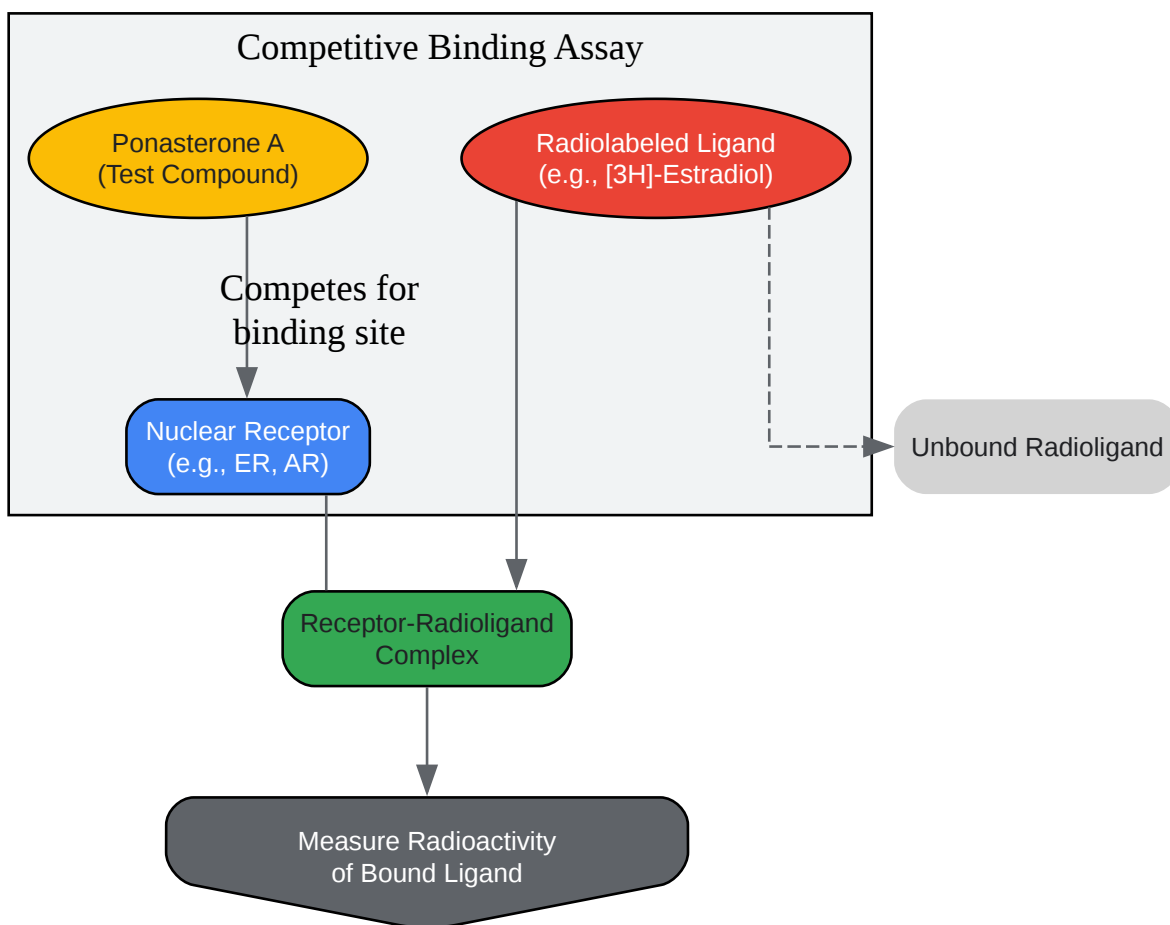 Competitive Binding Assay
Ponasterone A
(Test Compound)
Radiolabeled Ligand
(e.g., [3H]-Estradiol)
Competes for
binding site
Nuclear Receptor
(e.g., ER, AR)
Unbound Radioligand
Receptor-Radioligand
Complex
Measure Radioactivity
of Bound Ligand